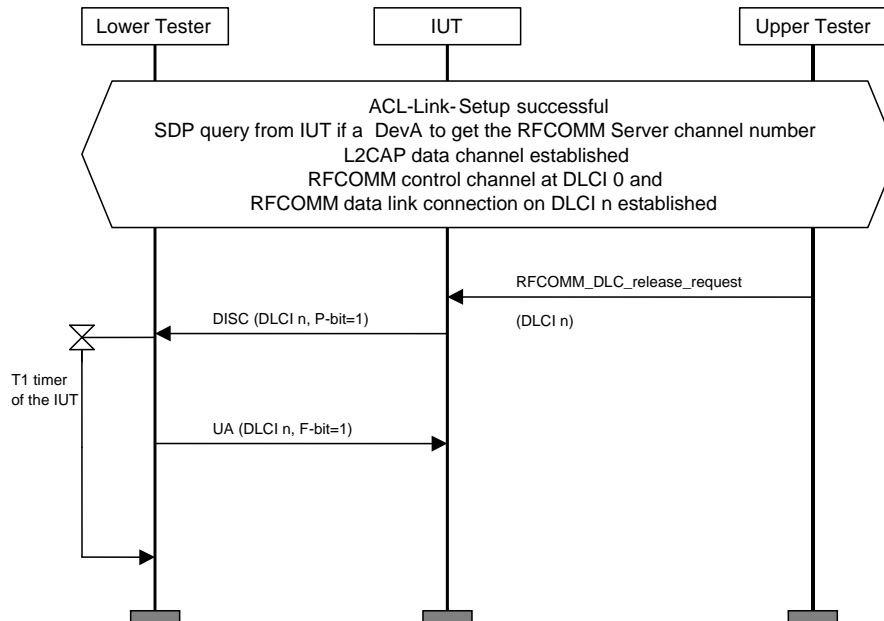 Lower Tester
IUT
Upper Tester
ACL-Link-Setup successful
SDP query from IUT if a DevA to get the RFCOMM Server channel number
L2CAP data channel established
RFCOMM control channel at DLCI 0 and
RFCOMM data link connection on DLCI n established
RFCOMM_DLC_release_request
(DLCI n)
DISC (DLCI n, P-bit=1)
T1 timer
of the IUT
UA (DLCI n, F-bit=1)